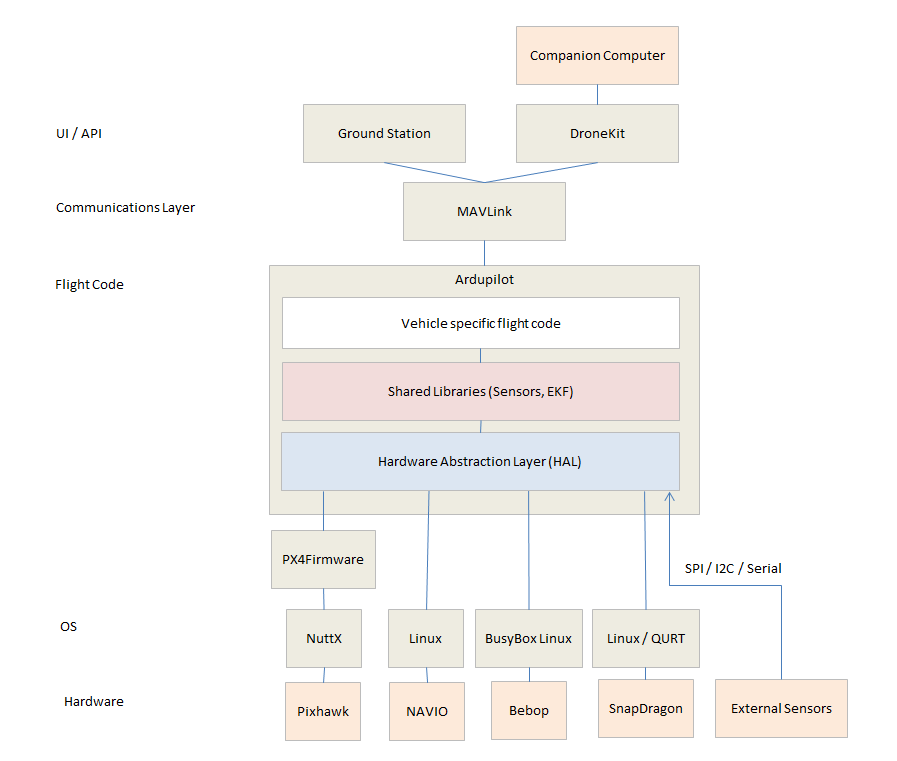 Companion Computer
UI / API
Ground Station
DroneKit
Communications Layer
MAVLink
Flight Code
Ardupilot
Vehicle specific flight code
Shared Libraries (Sensors, EKF)
Hardware Abstraction Layer (HAL)
PX4Firmware
SPI / I2C / Serial
OS
NuttX
Linux
BusyBox Linux
Linux / QURT
Hardware
Pixhawk
NAVIO
Bebop
SnapDragon
External Sensors